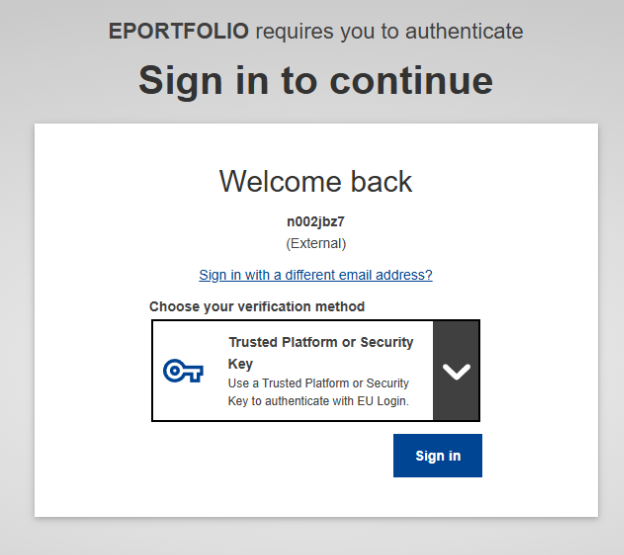 EPORTFOLIO requires you to authenticate
Sign in to continue
Welcome back
n002jbz7
(External)
Sign in with a different email address?
Choose your verification method
Trusted Platform or Security
Key
Use a Trusted Platform or Security
Key to authenticate with EU Login.
Sign in